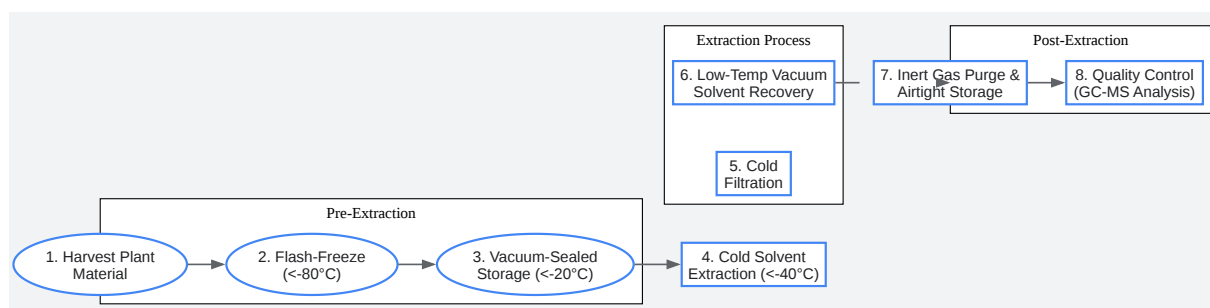 Extraction Process
6. Low-Temp Vacuum
Solvent Recovery
5. Cold
Filtration
Post-Extraction
7. Inert Gas Purge &
Airtight Storage
8. Quality Control
(GC-MS Analysis)
Pre-Extraction
1. Harvest Plant
Material
2. Flash-Freeze
(<-80°C)
3. Vacuum-Sealed
Storage (<-20°C)
4. Cold Solvent
Extraction (<-40°C)